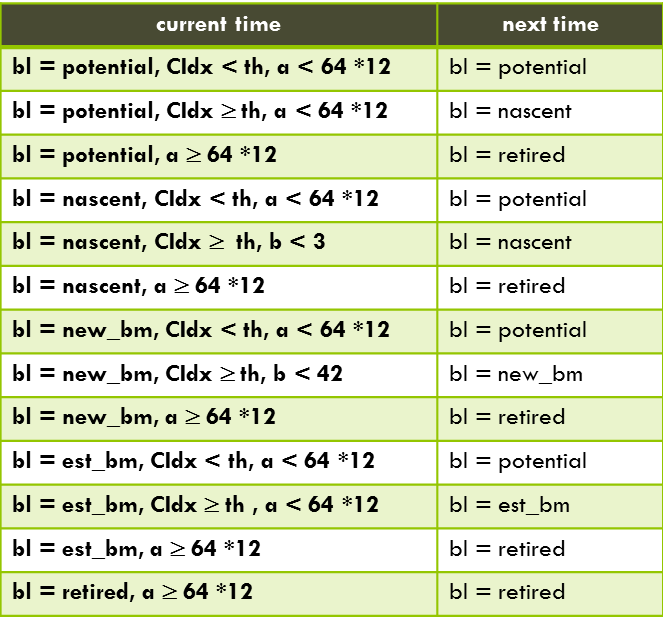 current time next time
bl = potential, CIdx < th, a < 64 *12 bl = potential
bl = potential, CIdx ≥ th, a < 64 *12 bl = nascent
bl = potential, a ≥ 64 *12 bl = retired
bl = nascent, CIdx < th, a < 64 *12 bl = potential
bl = nascent, CIdx ≥ th, b < 3 bl = nascent
bl = nascent, a ≥ 64 *12 bl = retired
bl = new_bm, CIdx < th, a < 64 *12 bl = potential
bl = new_bm, CIdx ≥ th, b < 42 bl = new_bm
bl = new_bm, a ≥ 64 *12 bl = retired
bl = est_bm, CIdx < th, a < 64 *12 bl = potential
bl = est_bm, CIdx ≥ th , a < 64 *12 bl = est_bm
bl = est_bm, a ≥ 64 *12 bl = retired
bl = retired, a ≥ 64 *12 bl = retired